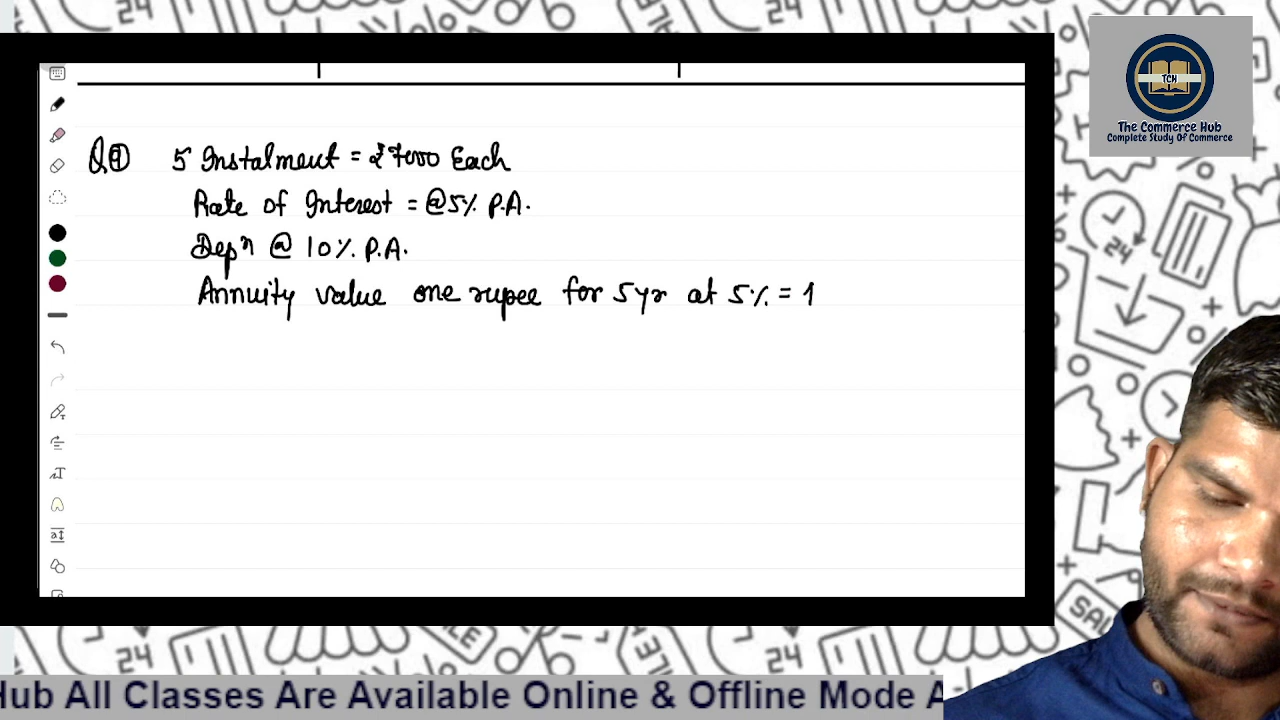 TCH
The Commerce Hub
Complete Study Of Commerce
5 Instalment = ₹7000 Each
Rate of Interest = @5% P.A.
Depn @ 10% P.A.
Annuity value one rupee for 5yr at 5% = 1
Hub All Classes Are Available Online & Offline Mode A